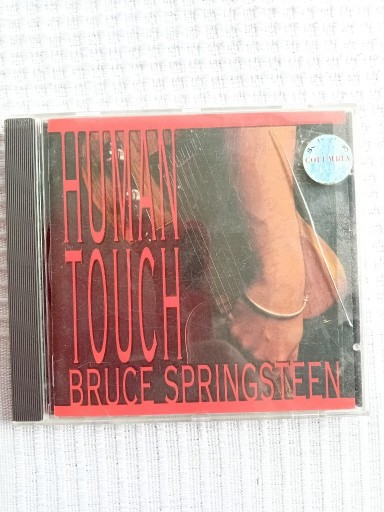 HUMAN
TOUCH
BRUCE SPRINGSTEEN
COLUMBIA